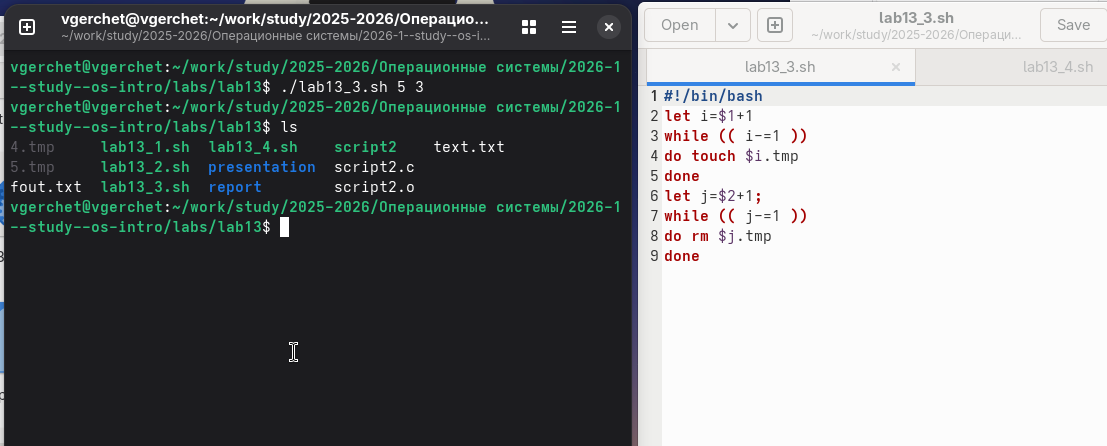 vgerchet@vgerchet:~/work/study/2025-2026/Операцио...
~/work/study/2025-2026/Операционные системы/2026-1--study--os-i...
vgerchet@vgerchet:~/work/study/2025-2026/Операционные системы/2026-1
--study--os-intro/labs/lab13$ ./lab13_3.sh 5 3
vgerchet@vgerchet:~/work/study/2025-2026/Операционные системы/2026-1
--study--os-intro/labs/lab13$ ls
4.tmp lab13_1.sh lab13_4.sh script2 text.txt
5.tmp lab13_2.sh presentation script2.c
fout.txt lab13_3.sh report script2.o
vgerchet@vgerchet:~/work/study/2025-2026/Операционные системы/2026-1
--study--os-intro/labs/lab13$
Open
lab13_3.sh
~/work/study/2025-2026/Операци...
Save
lab13_3.sh
lab13_4.sh
1 #!/bin/bash
2 let i=$1+1
3 while (( i-=1 ))
4 do touch $i.tmp
5 done
6 let j=$2+1;
7 while (( j-=1 ))
8 do rm $j.tmp
9 done